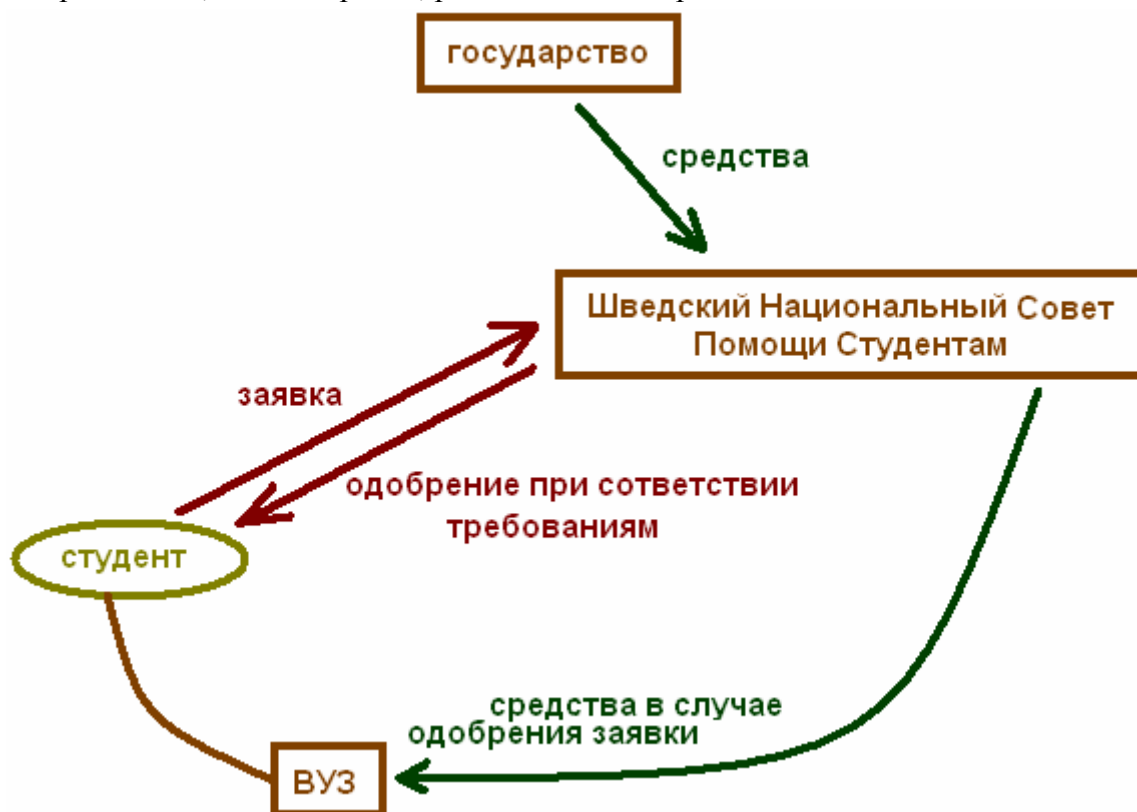 государство
средства
Шведский Национальный Совет
Помощи Студентам
заявка
одобрение при сответствии
требованиям
студент
средства в случае
одобрения заявки
ВУЗ